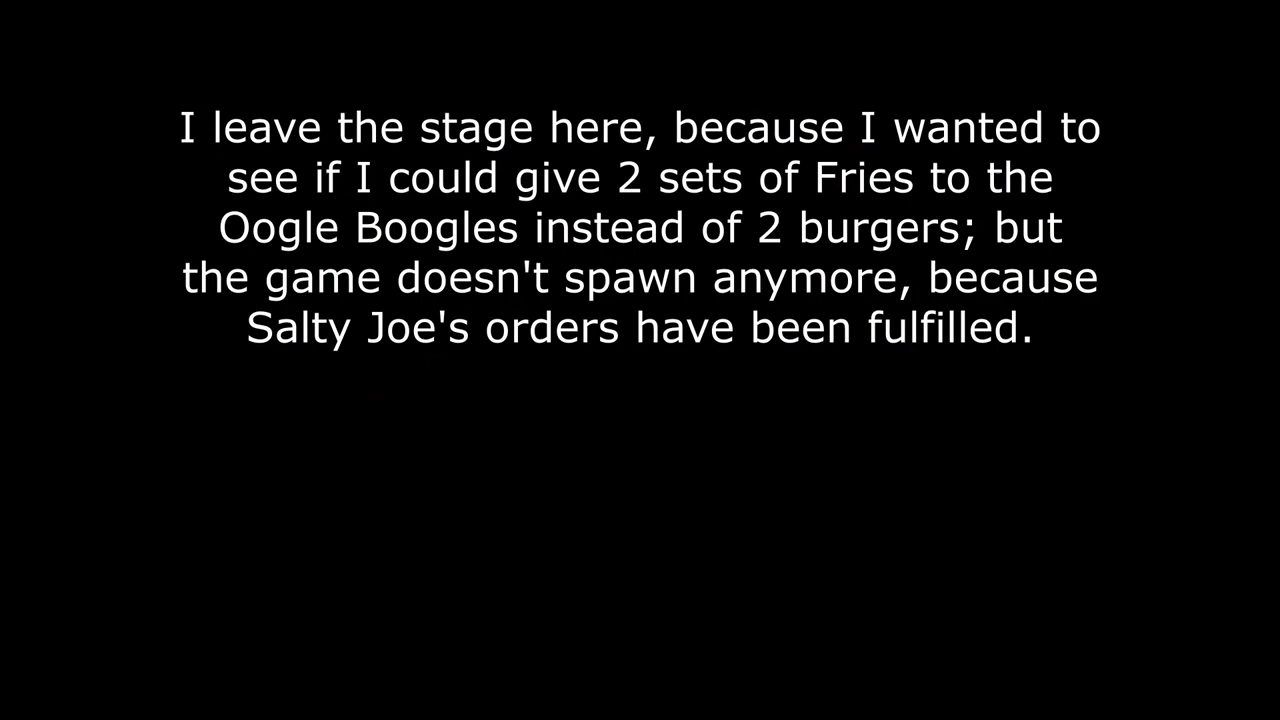 I leave the stage here, because I wanted to
see if I could give 2 sets of Fries to the
Oogle Boogles instead of 2 burgers; but
the game doesn't spawn anymore, because
Salty Joe's orders have been fulfilled.